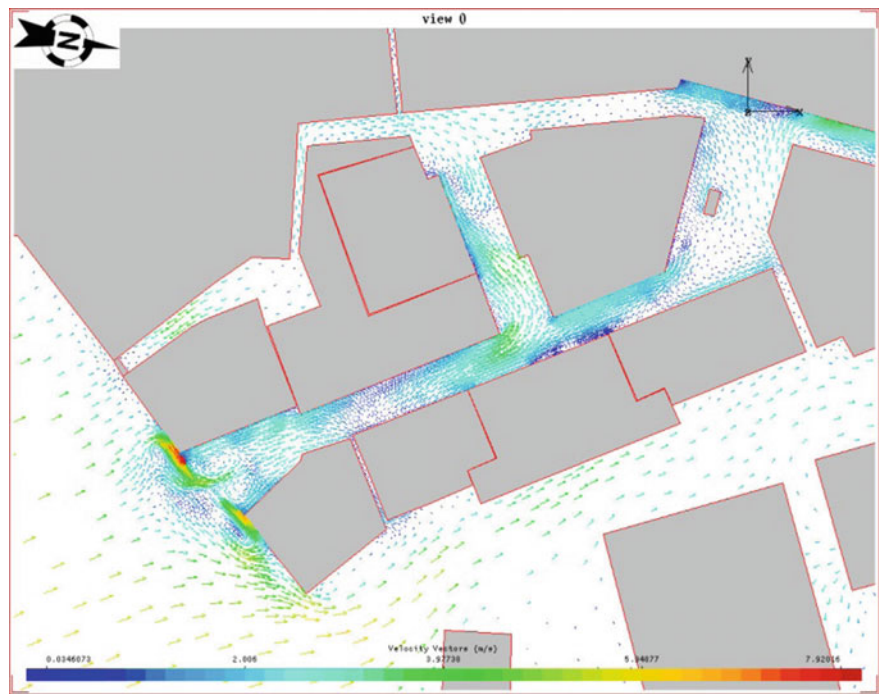 view 0
N
Y
X
Velocity Vectors (m/s)
0.0346673
2.006
3.97738
5.94877
7.92016